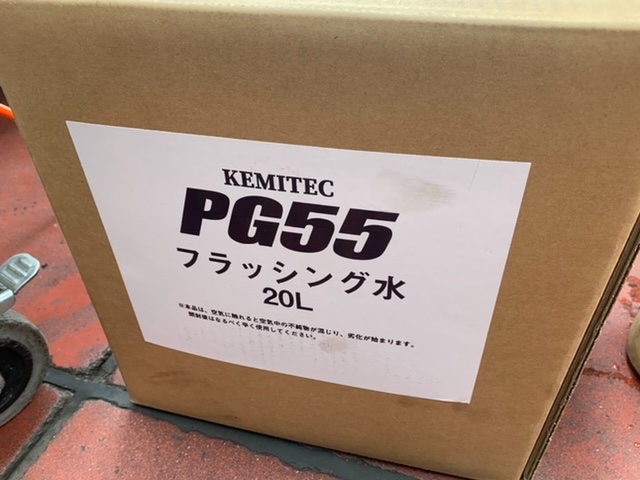 KEMITEC
PG55
フラッシング水
20L
※本品は、空気に触れると空気中の不純物が混じり、劣化が始まります。
開封後はなるべく早く使用してください。